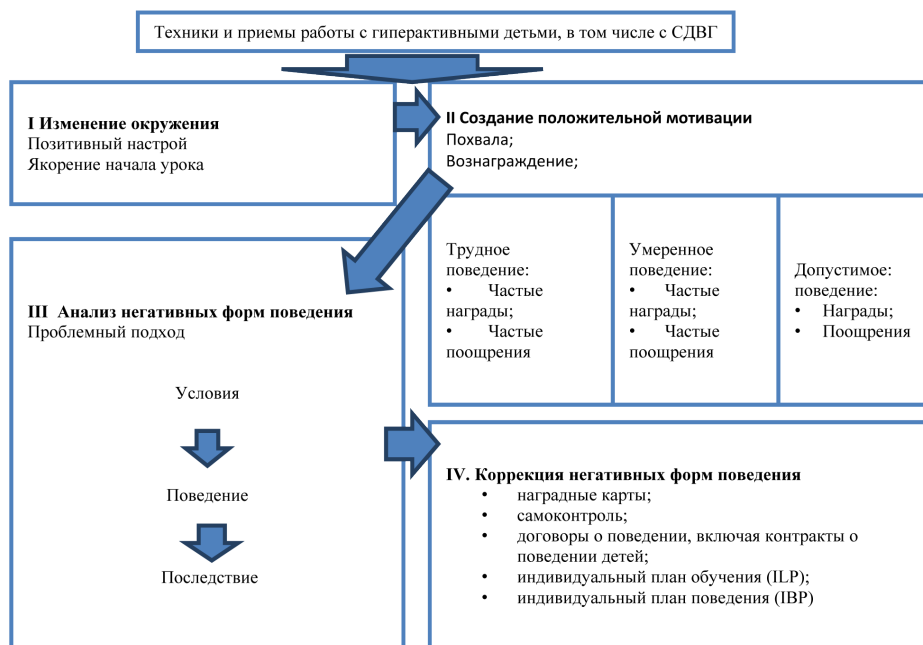 Техники и приемы работы с гиперактивными детьми, в том числе с СДВГ
I Изменение окружения
Позитивный настрой
Якорение начала урока
II Создание положительной мотивации
Похвала;
Вознаграждение;
Трудное
поведение:
• Частые
награды;
• Частые
поощрения
Умеренное
поведение:
• Частые
награды;
• Частые
поощрения
Допустимое:
поведение:
• Награды;
• Поощрения
III Анализ негативных форм поведения
Проблемный подход
Условия
Поведение
Последствие
IV. Коррекция негативных форм поведения
• наградные карты;
• самоконтроль;
• договоры о поведении, включая контракты о
поведении детей;
• индивидуальный план обучения (ILP);
• индивидуальный план поведения (IBP)